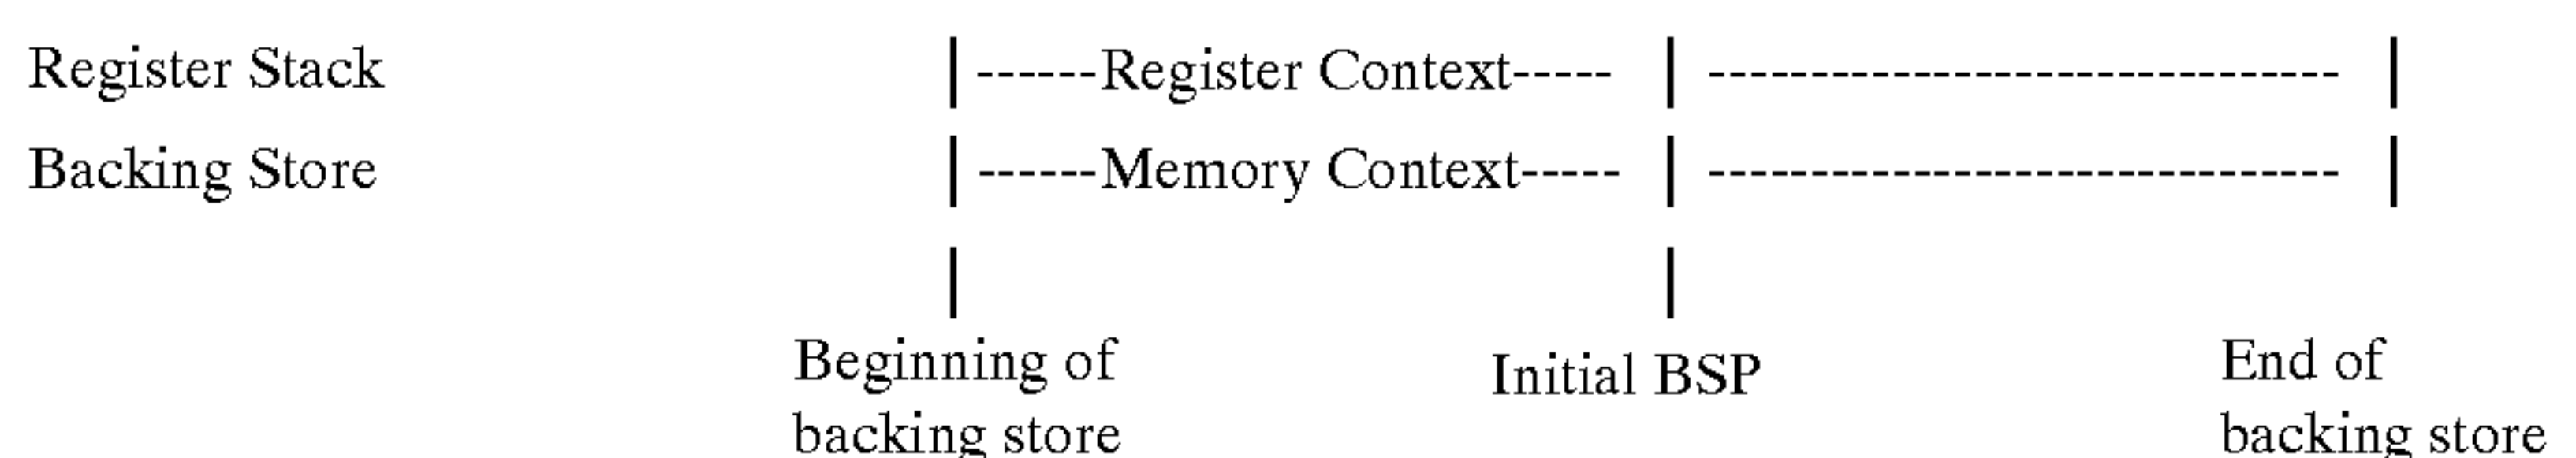 Register Stack | ------Register Context----- | -------------------------------- |
Backing Store | ------Memory Context----- | -------------------------------- |
| |
Beginning of Initial BSP End of
backing store backing store